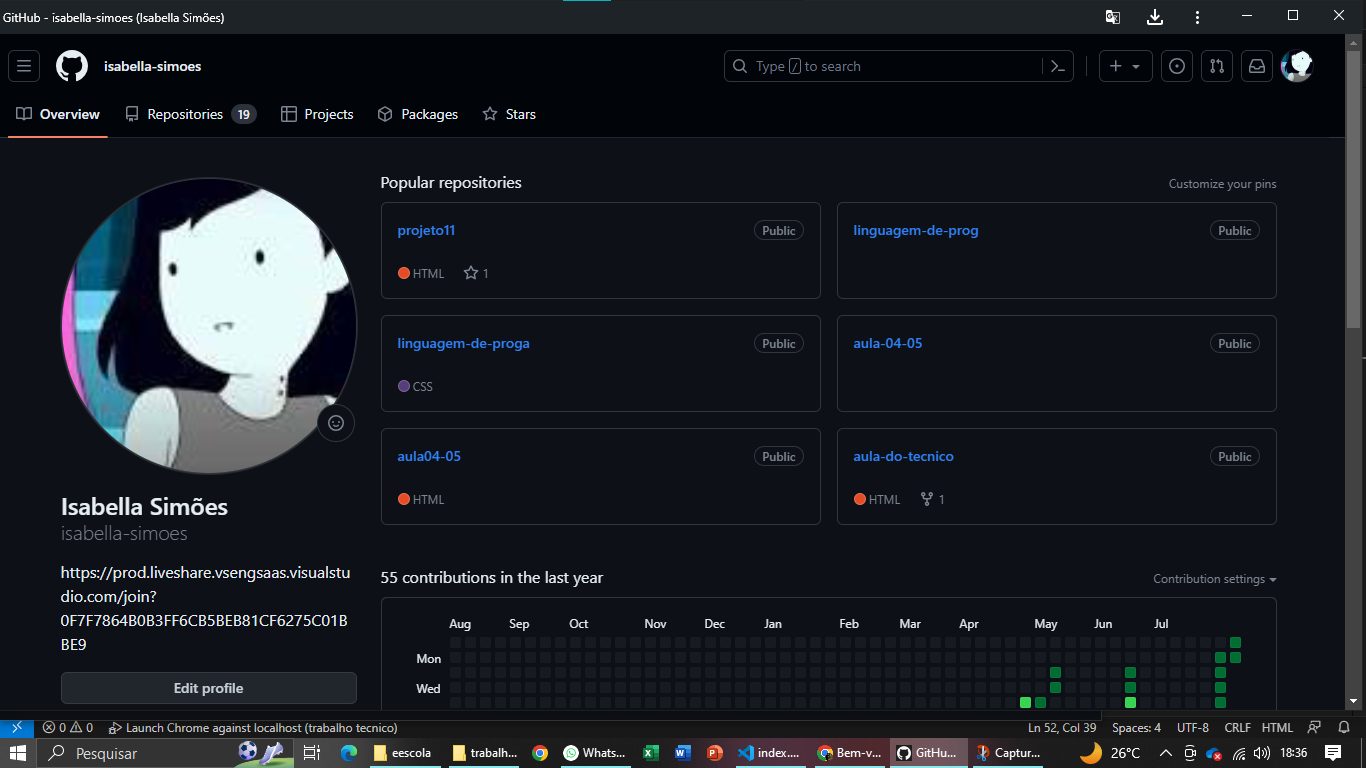 GitHub - isabella-simoes (Isabella Simões)
isabella-simoes
Type / to search
Overview
Repositories 19
Projects
Packages
Stars
Popular repositories
Customize your pins
projeto11
Public
HTML
1
linguagem-de-prog
Public
linguagem-de-proga
Public
CSS
aula-04-05
Public
aula04-05
Public
HTML
aula-do-tecnico
Public
HTML
1
Isabella Simões
isabella-simoes
https://prod.liveshare.vsengsaas.visualstu
dio.com/join?
0F7F7864B0B3FF6CB5BEB81CF6275C01B
BE9
Edit profile
55 contributions in the last year
Contribution settings
Aug Sep Oct Nov Dec Jan Feb Mar Apr May Jun Jul
Mon
Wed
0 0 Launch Chrome against localhost (trabalho tecnico)
Ln 52, Col 39 Spaces: 4 UTF-8 CRLF HTML
Pesquisar
eescola
trabalh...
Whats...
index....
Bem-v...
GitHu...
Captur...
26°C
18:36